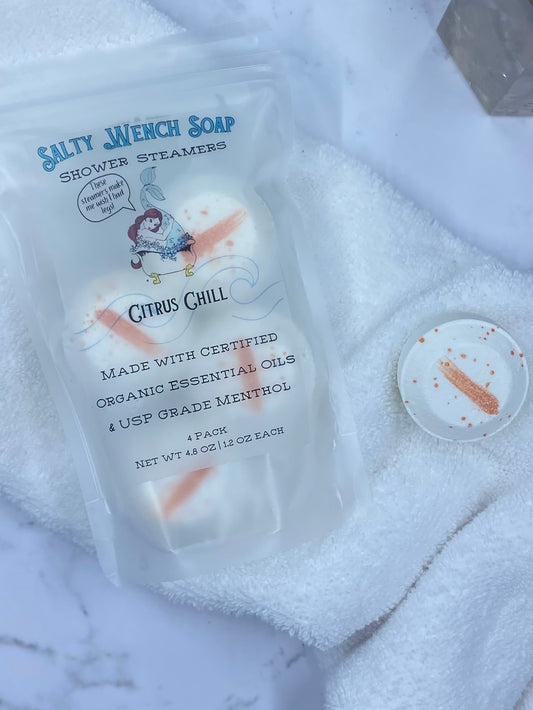 Salty Wench Soap
Shower Steamers
These
steamers make
me wish I had
legs!
Citrus Chill
Made with Certified
Organic Essential Oils
& USP Grade Menthol
4 Pack
Net Wt 4.8 oz | 1.2 oz each